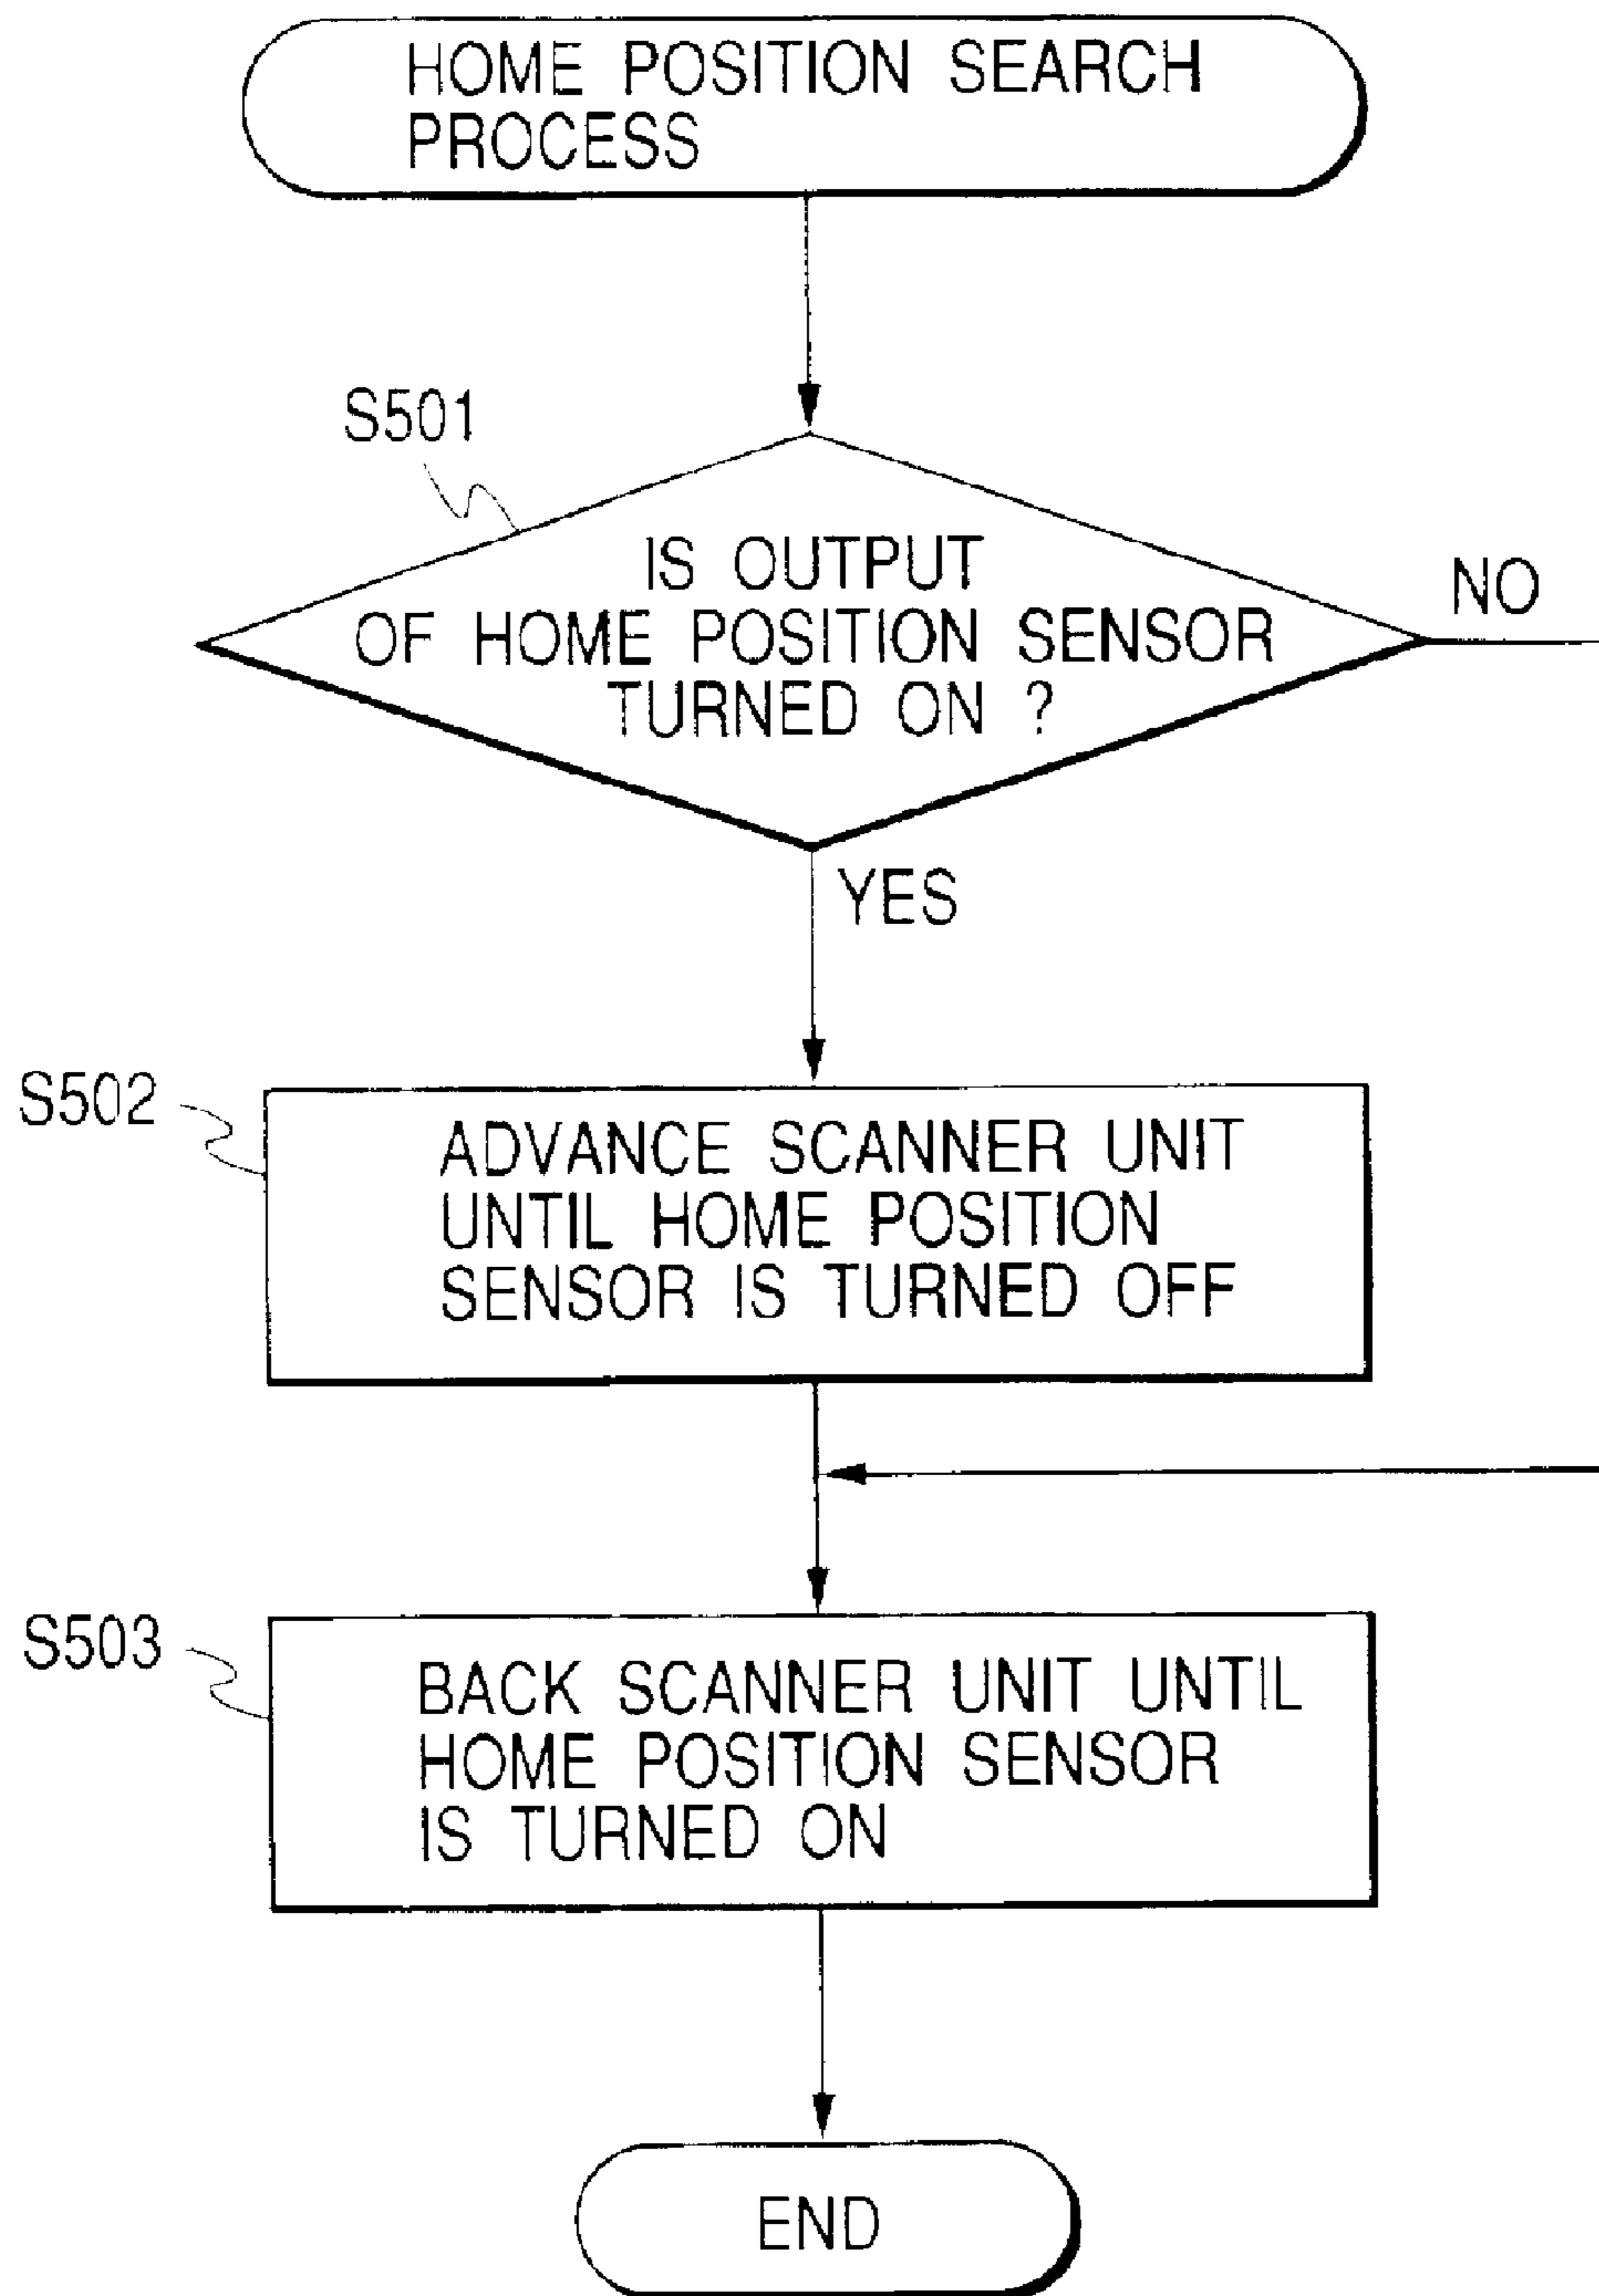 HOME POSITION SEARCH
PROCESS
S501
IS OUTPUT
OF HOME POSITION SENSOR
TURNED ON ?
NO
YES
S502
ADVANCE SCANNER UNIT
UNTIL HOME POSITION
SENSOR IS TURNED OFF
S503
BACK SCANNER UNIT UNTIL
HOME POSITION SENSOR
IS TURNED ON
END